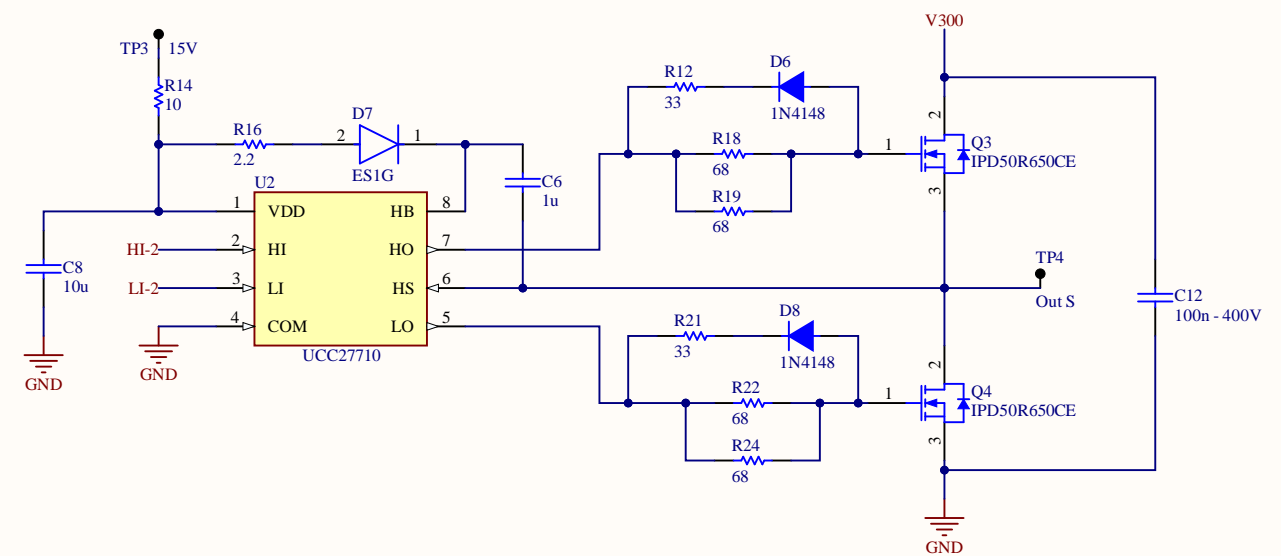 V300
TP3 15V
R14
10
R16
2.2
D7
2 1
ES1G
C6
1u
U2
1 VDD HB 8
HI-2 2 HI HO 7
LI-2 3 LI HS 6
4 COM LO 5
UCC27710
C8
10u
GND
GND
R12
33
D6
1N4148
R18
68
R19
68
1
2
3
Q3
IPD50R650CE
TP4
Out S
C12
100n - 400V
R21
33
D8
1N4148
R22
68
R24
68
1
2
3
Q4
IPD50R650CE
GND